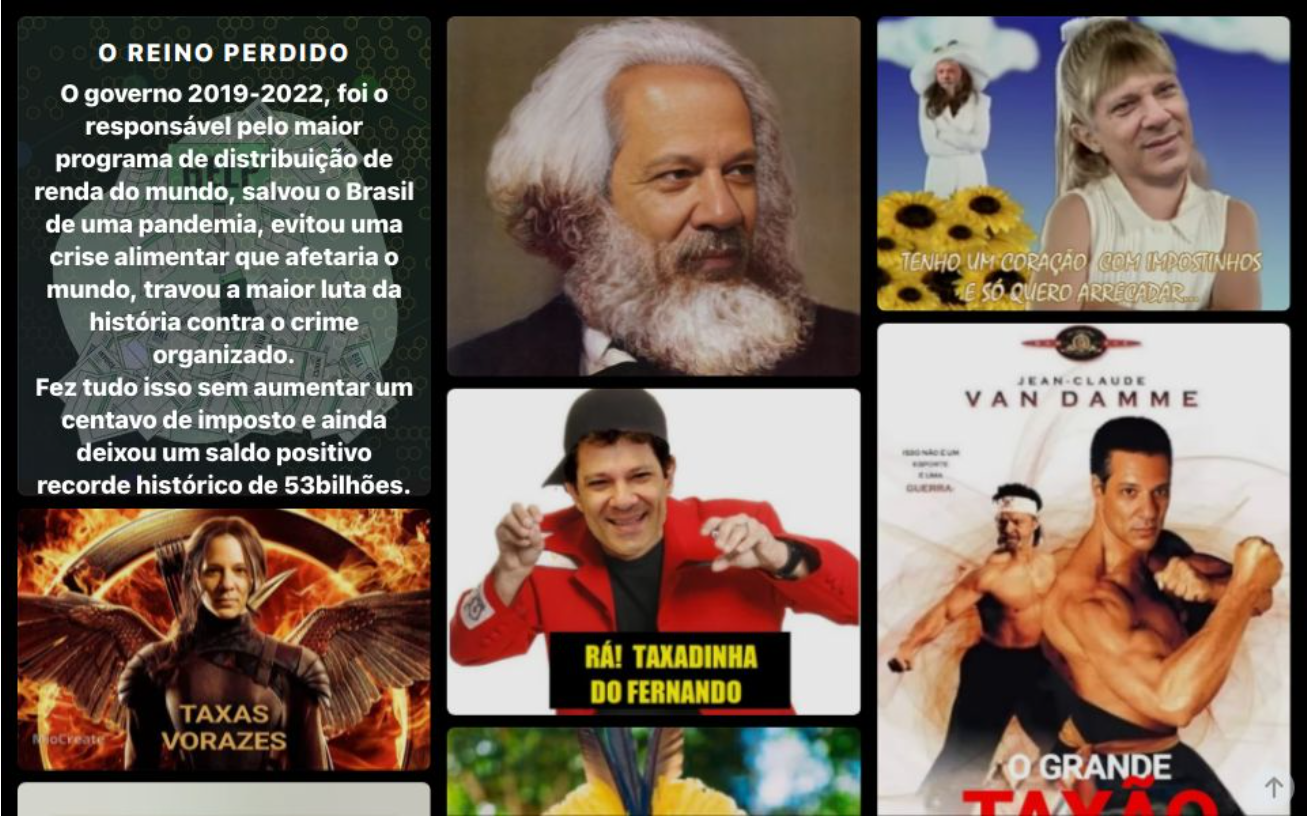 O REINO PERDIDO
O governo 2019-2022, foi o
responsável pelo maior
programa de distribuição de
renda do mundo, salvou o Brasil
de uma pandemia, evitou uma
crise alimentar que afetaria o
mundo, travou a maior luta da
história contra o crime
organizado.
Fez tudo isso sem aumentar um
centavo de imposto e ainda
deixou um saldo positivo
recorde histórico de 53bilhões.
TAXAS
VORAZES
MioCreate
RÁ! TAXADINHA
DO FERNANDO
TENHO UM CORAÇÃO COM IMPOSTINHOS
E SÓ QUERO ARRECADAR...
JEAN-CLAUDE
VAN DAMME
ISSO NÃO É UM
ESPORTE
É UMA
GUERRA.
O GRANDE
TAXÃO